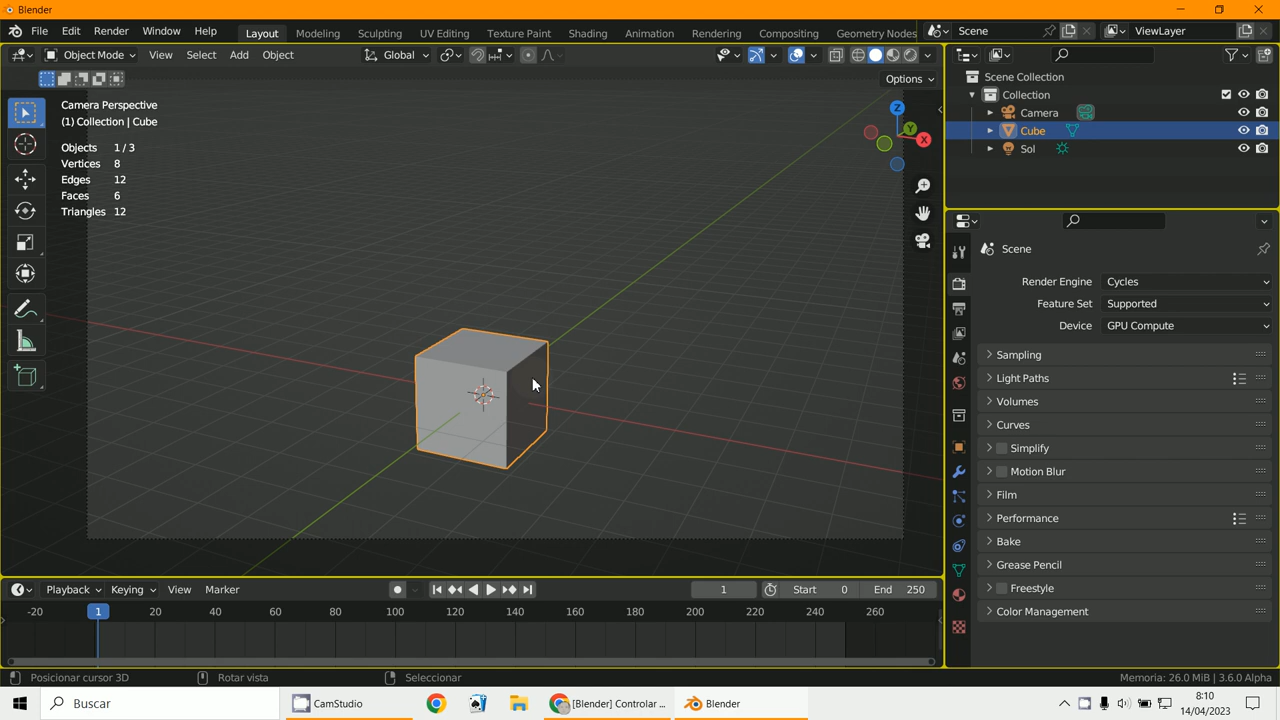 Blender
File Edit Render Window Help Layout Modeling Sculpting UV Editing Texture Paint Shading Animation Rendering Compositing Geometry Nodes Scene ViewLayer
Object Mode View Select Add Object Global
Options
Camera Perspective
(1) Collection | Cube
Objects 1 / 3
Vertices 8
Edges 12
Faces 6
Triangles 12
Z
Y
X
Scene Collection
Collection
Camera
Cube
Sol
Scene
Render Engine Cycles
Feature Set Supported
Device GPU Compute
Sampling
Light Paths
Volumes
Curves
Simplify
Motion Blur
Film
Performance
Bake
Grease Pencil
Freestyle
Color Management
Playback Keying View Marker 1 Start 0 End 250
-20 1 20 40 60 80 100 120 140 160 180 200 220 240 260
Posicionar cursor 3D Rotar vista Seleccionar Memoria: 26.0 MiB | 3.6.0 Alpha
Buscar CamStudio [Blender] Controlar ... Blender
8:10
14/04/2023